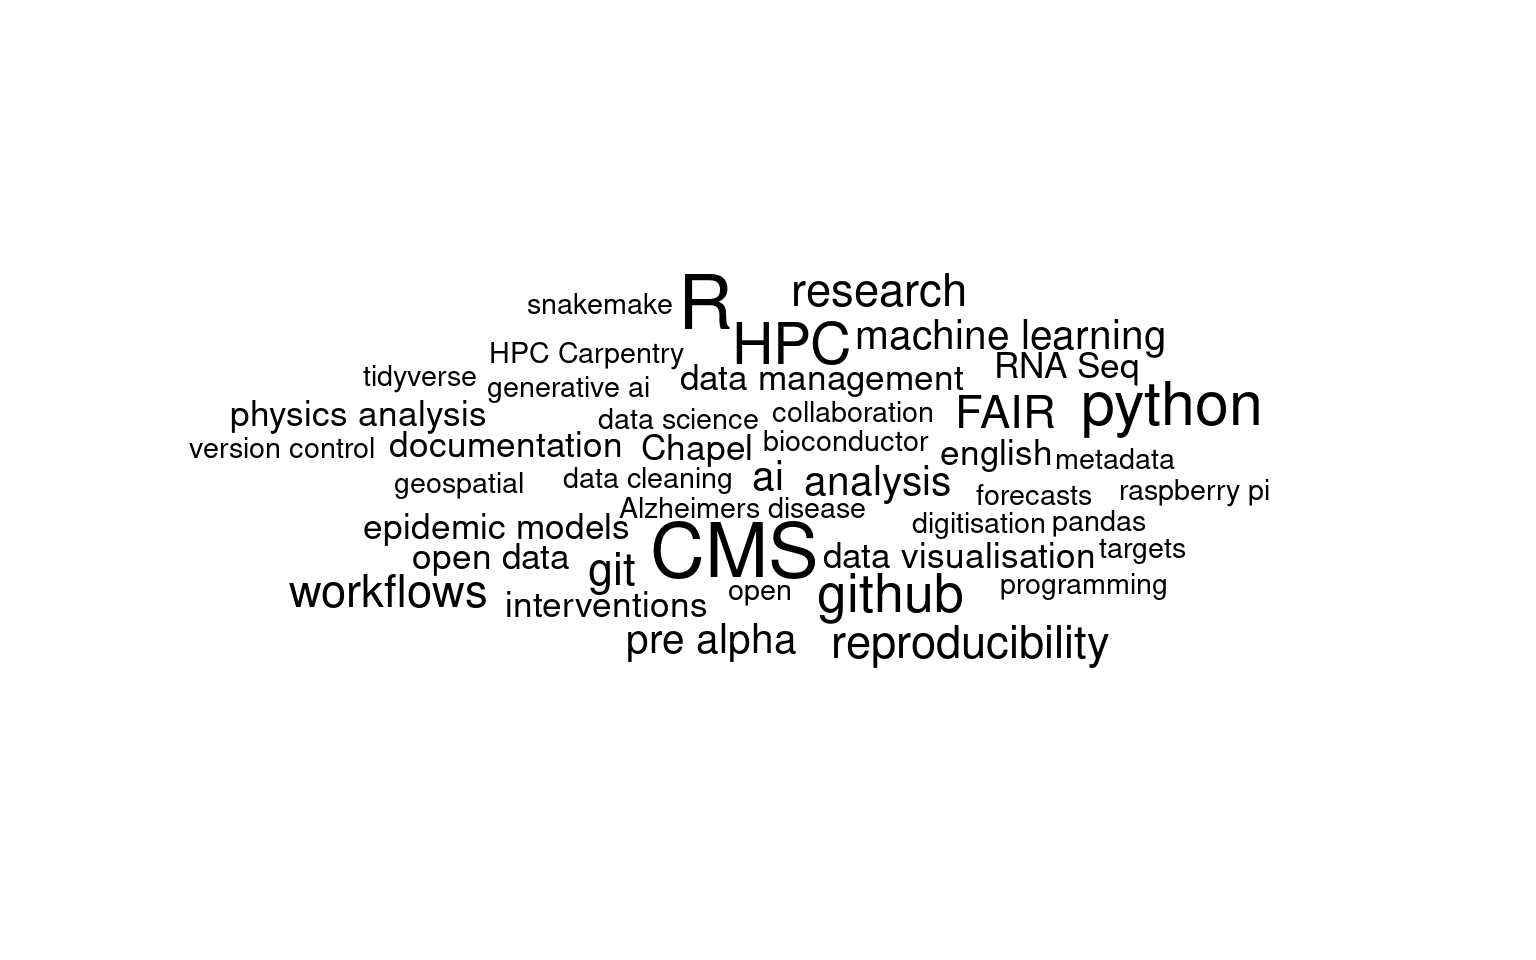 snakemake
R
research
HPC
machine learning
HPC Carpentry
RNA Seq
tidyverse
generative ai
data management
physics analysis
data science
collaboration
FAIR
python
version control
documentation
Chapel
bioconductor
english
metadata
geospatial
data cleaning
ai
analysis
forecasts
raspberry pi
Alzheimers disease
epidemic models
digitisation
pandas
open data
git
CMS
data visualisation
targets
workflows
interventions
open
github
programming
pre alpha
reproducibility